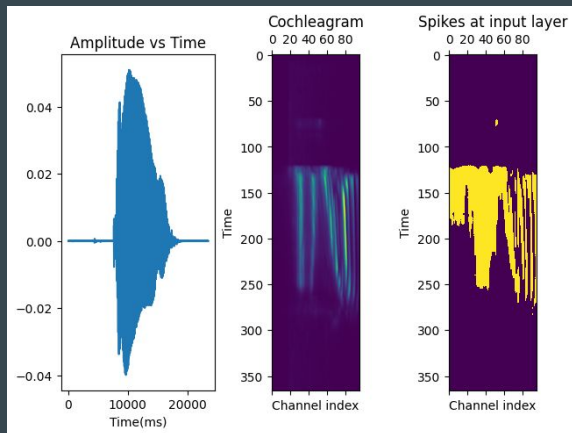 Amplitude vs Time
0.04
0.02
0.00
−0.02
−0.04
0 10000 20000
Time(ms)
Cochleagram
0 20 40 60 80
0
50
100
150
200
250
300
350
Time
Channel index
Spikes at input layer
0 20 40 60 80
0
50
100
150
200
250
300
350
Time
Channel index